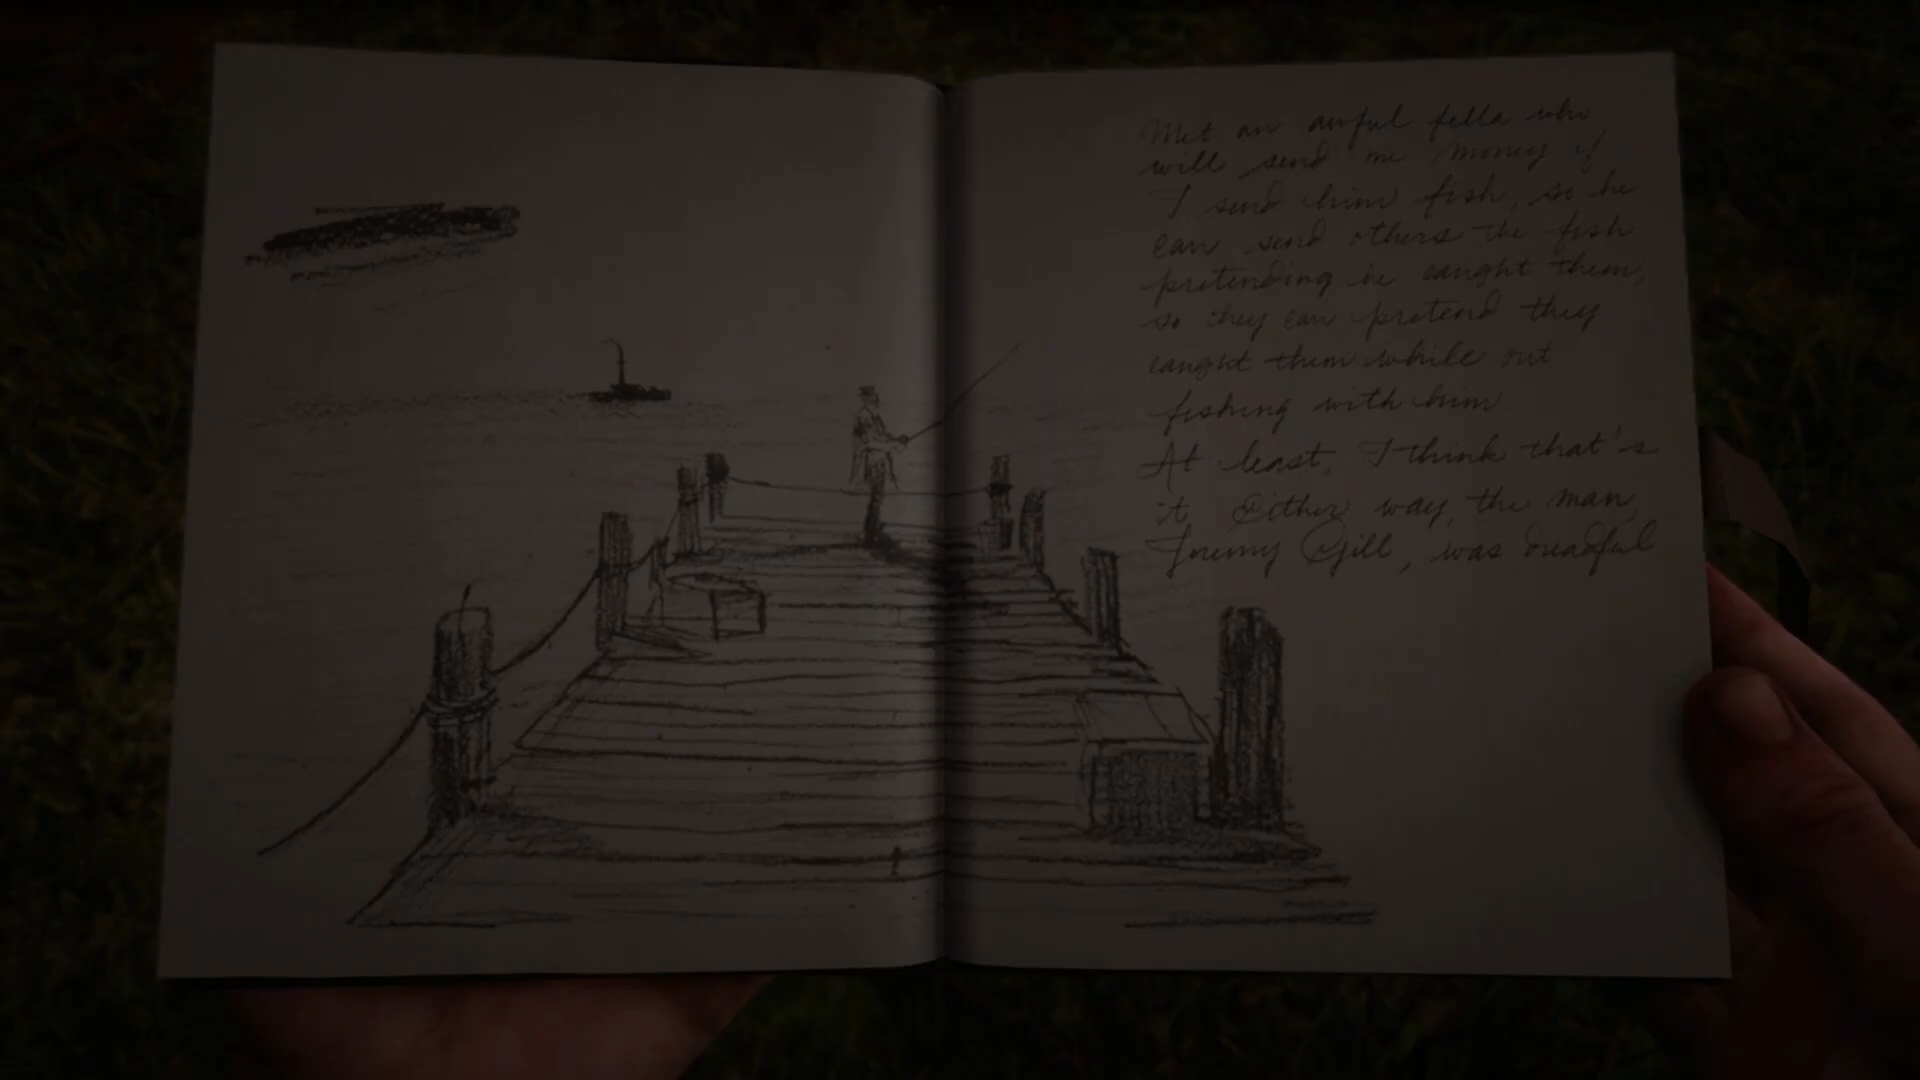 Met an awful fella who
will send me money if
I send him fish, so he
can send others the fish
pretending he caught them,
so they can pretend they
caught them while out
fishing with him
At least, I think that's
it. Either way, the man,
Jeremy Gill, was dreadful